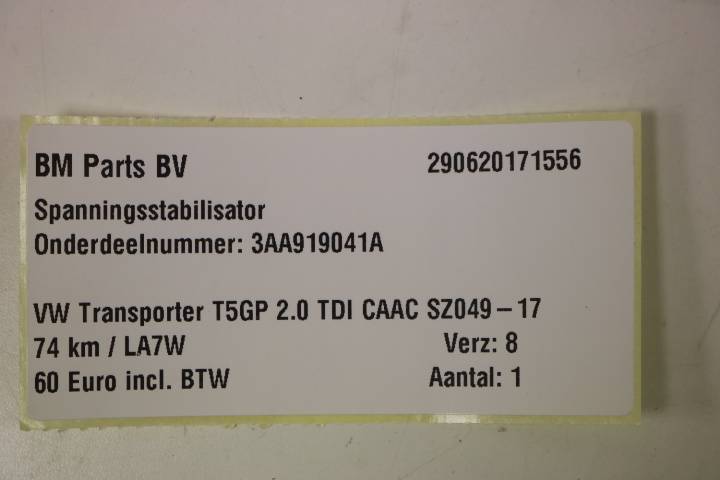 BM Parts BV 290620171556
Spanningsstabilisator
Onderdeelnummer: 3AA919041A
VW Transporter T5GP 2.0 TDI CAAC SZ049-17
74 km / LA7W Verz: 8
60 Euro incl. BTW Aantal: 1